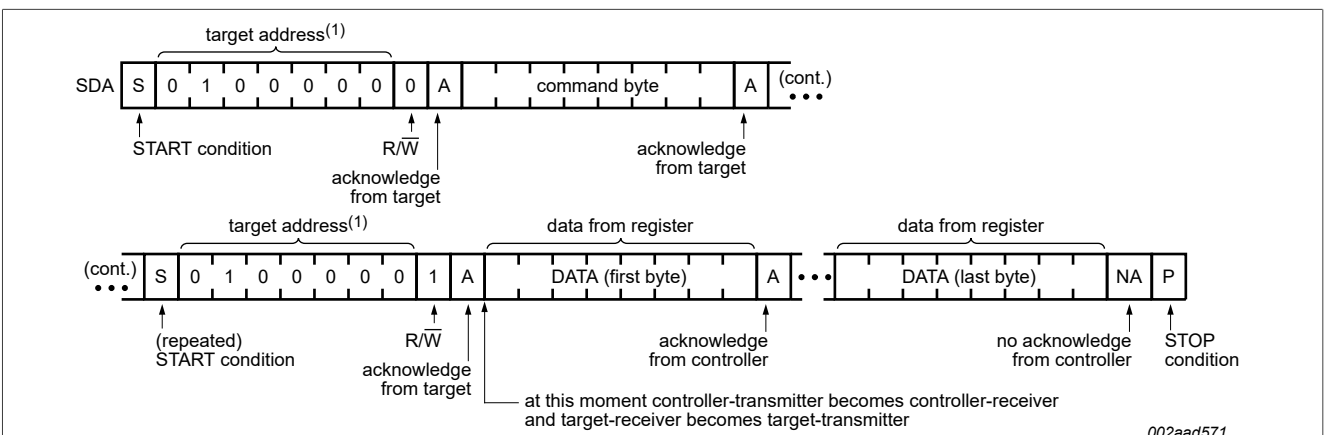 target address(1)
SDA S 0 1 0 0 0 0 0 0 A command byte A (cont.)
START condition R/W acknowledge from target
acknowledge from target
target address(1) data from register data from register
(cont.) S 0 1 0 0 0 0 0 1 A DATA (first byte) A DATA (last byte) NA P
(repeated) START condition R/W acknowledge from controller no acknowledge from controller STOP condition
acknowledge from target
at this moment controller-transmitter becomes controller-receiver
and target-receiver becomes target-transmitter
002aad571